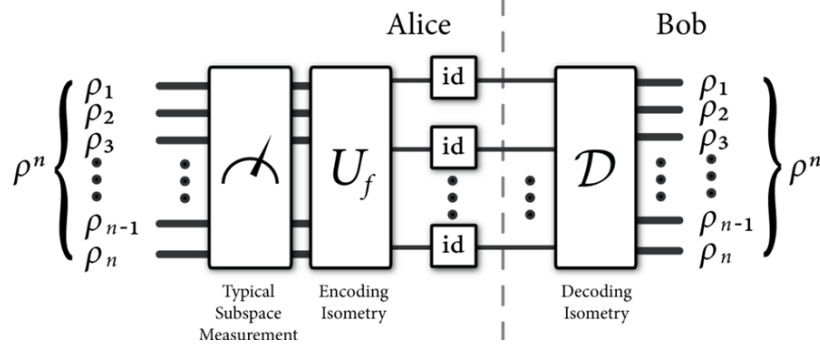 Alice
Bob
ρ₁
ρ₂
ρ₃
ρₙ₋₁
ρₙ
ρⁿ
U_f
id
id
id
𝒟
ρ₁
ρ₂
ρ₃
ρₙ₋₁
ρₙ
ρⁿ
Typical
Subspace
Measurement
Encoding
Isometry
Decoding
Isometry